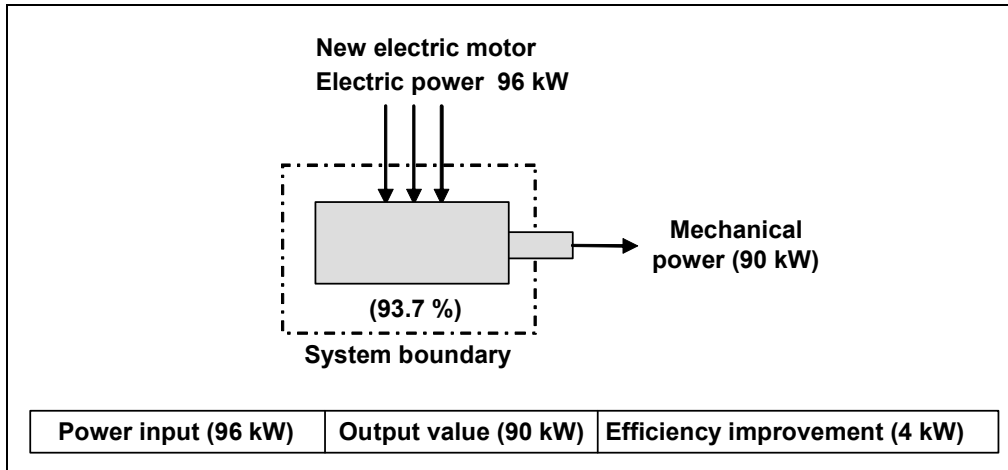 New electric motor
Electric power 96 kW
Mechanical
power (90 kW)
(93.7 %)
System boundary
Power input (96 kW) Output value (90 kW) Efficiency improvement (4 kW)